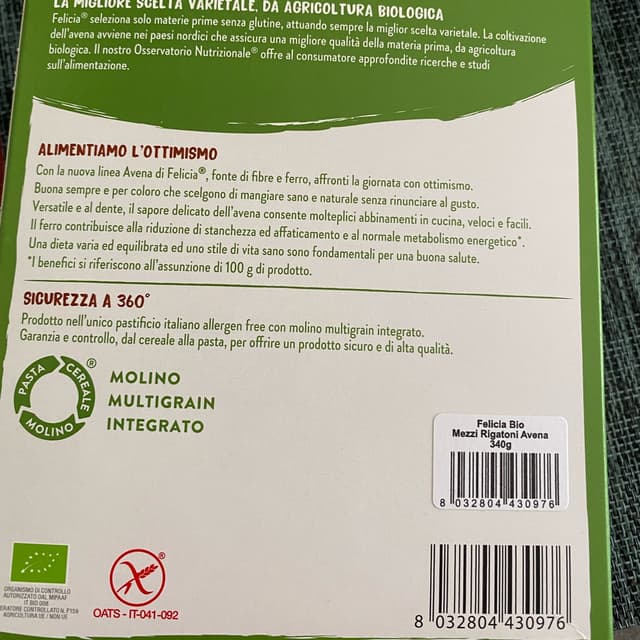 LA MIGLIORE SCELTA VARIETALE, DA AGRICOLTURA BIOLOGICA
Felicia® seleziona solo materie prime senza glutine, attuando sempre la miglior scelta varietale. La coltivazione
dell'avena avviene nei paesi nordici che assicura una migliore qualità della materia prima, da agricoltura
biologica. Il nostro Osservatorio Nutrizionale® offre al consumatore approfondite ricerche e studi
sull'alimentazione.
ALIMENTIAMO L'OTTIMISMO
Con la nuova linea Avena di Felicia®, fonte di fibre e ferro, affronti la giornata con ottimismo.
Buona sempre e per coloro che scelgono di mangiare sano e naturale senza rinunciare al gusto.
Versatile e al dente, il sapore delicato dell'avena consente molteplici abbinamenti in cucina, veloci e facili.
Il ferro contribuisce alla riduzione di stanchezza ed affaticamento e al normale metabolismo energetico*.
Una dieta varia ed equilibrata ed uno stile di vita sano sono fondamentali per una buona salute.
*I benefici si riferiscono all'assunzione di 100 g di prodotto.
SICUREZZA A 360°
Prodotto nell'unico pastificio italiano allergen free con molino multigrain integrato.
Garanzia e controllo, dal cereale alla pasta, per offrire un prodotto sicuro e di alta qualità.
PASTA CEREALE MOLINO ®
MOLINO
MULTIGRAIN
INTEGRATO
Felicia Bio
Mezzi Rigatoni Avena
340g
8 032804 430976
ORGANISMO DI CONTROLLO
AUTORIZZATO DAL MIPAAF
IT BIO 006
ERATORE CONTROLLATO N. P159
AGRICOLTURA UE / NON UE
®
OATS - IT-041-092
8 032804 430976